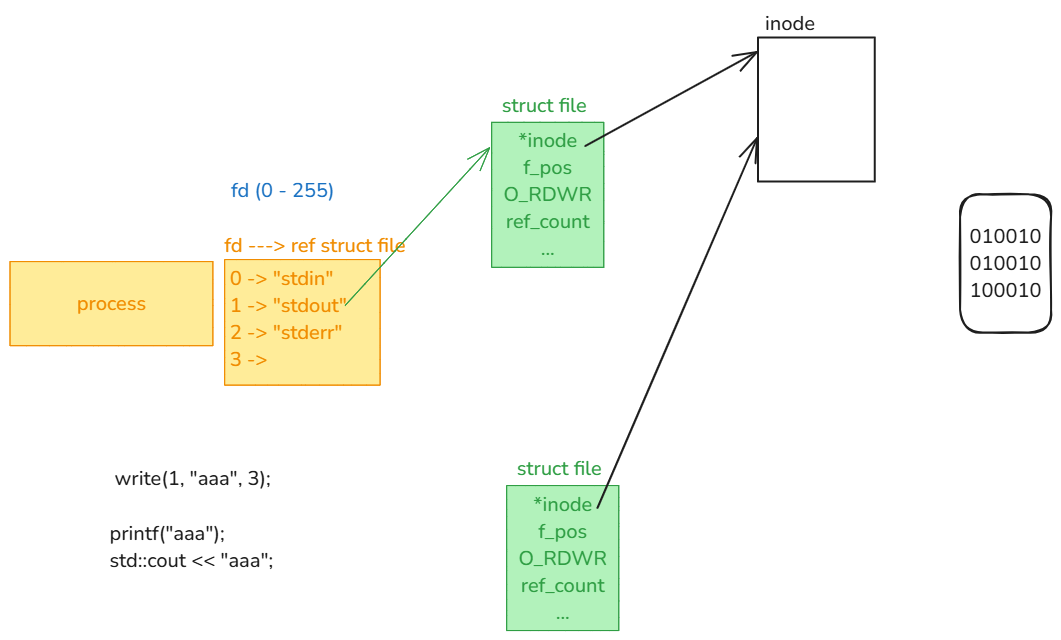 inode
struct file
*inode
f_pos
O_RDWR
ref_count
...
fd (0 - 255)
fd ---> ref struct file
0 -> "stdin"
1 -> "stdout"
2 -> "stderr"
3 ->
process
010010
010010
100010
write(1, "aaa", 3);
printf("aaa");
std::cout << "aaa";
struct file
*inode
f_pos
O_RDWR
ref_count
...